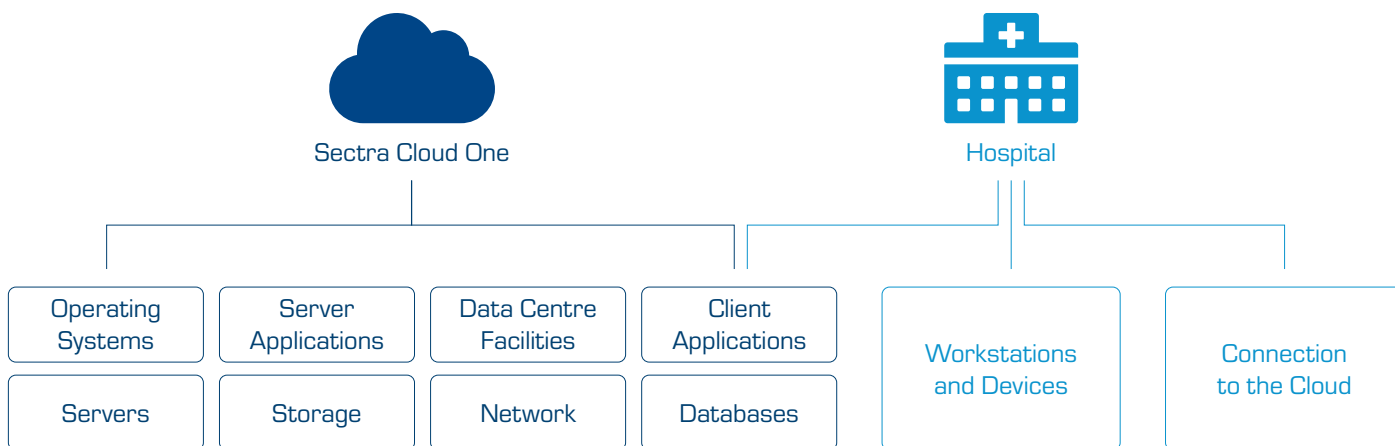 Sectra Cloud One
Hospital
Operating
Systems
Server
Applications
Data Centre
Facilities
Client
Applications
Workstations
and Devices
Connection
to the Cloud
Servers
Storage
Network
Databases